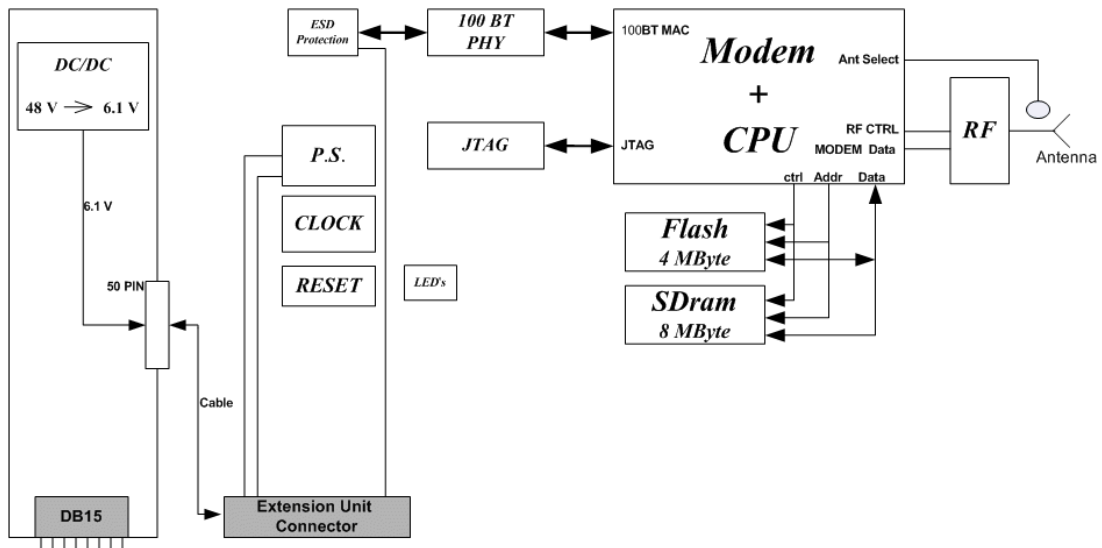 DC/DC
48 V → 6.1 V
6.1 V
50 PIN
Cable
DB15
ESD
Protection
100 BT
PHY
P.S.
CLOCK
RESET
LED's
JTAG
Extension Unit
Connector
100BT MAC
Modem
+
CPU
Ant Select
RF CTRL
MODEM Data
JTAG
ctrl Addr Data
RF
Antenna
Flash
4 MByte
SDram
8 MByte